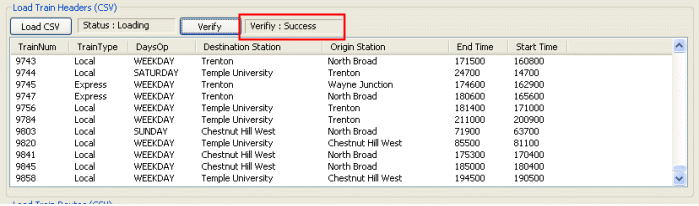 Load Train Headers (CSV)
Load CSV Status : Loading Verify Verifiy : Success
TrainNum TrainType DaysOp Destination Station Origin Station End Time Start Time
9743 Local WEEKDAY Trenton North Broad 171500 160800
9744 Local SATURDAY Temple University Trenton 24700 14700
9745 Express WEEKDAY Trenton Wayne Junction 174600 162900
9747 Express WEEKDAY Trenton North Broad 180600 165600
9756 Local WEEKDAY Temple University Trenton 181400 171000
9784 Local WEEKDAY Temple University Trenton 211000 200900
9803 Local SUNDAY Chestnut Hill West North Broad 71900 63700
9820 Local WEEKDAY Temple University Chestnut Hill West 85500 81100
9841 Local WEEKDAY Chestnut Hill West North Broad 175300 170400
9845 Local WEEKDAY Chestnut Hill West North Broad 185000 180400
9858 Local WEEKDAY Temple University Chestnut Hill West 194500 190500
Load Train Routes (CSV)